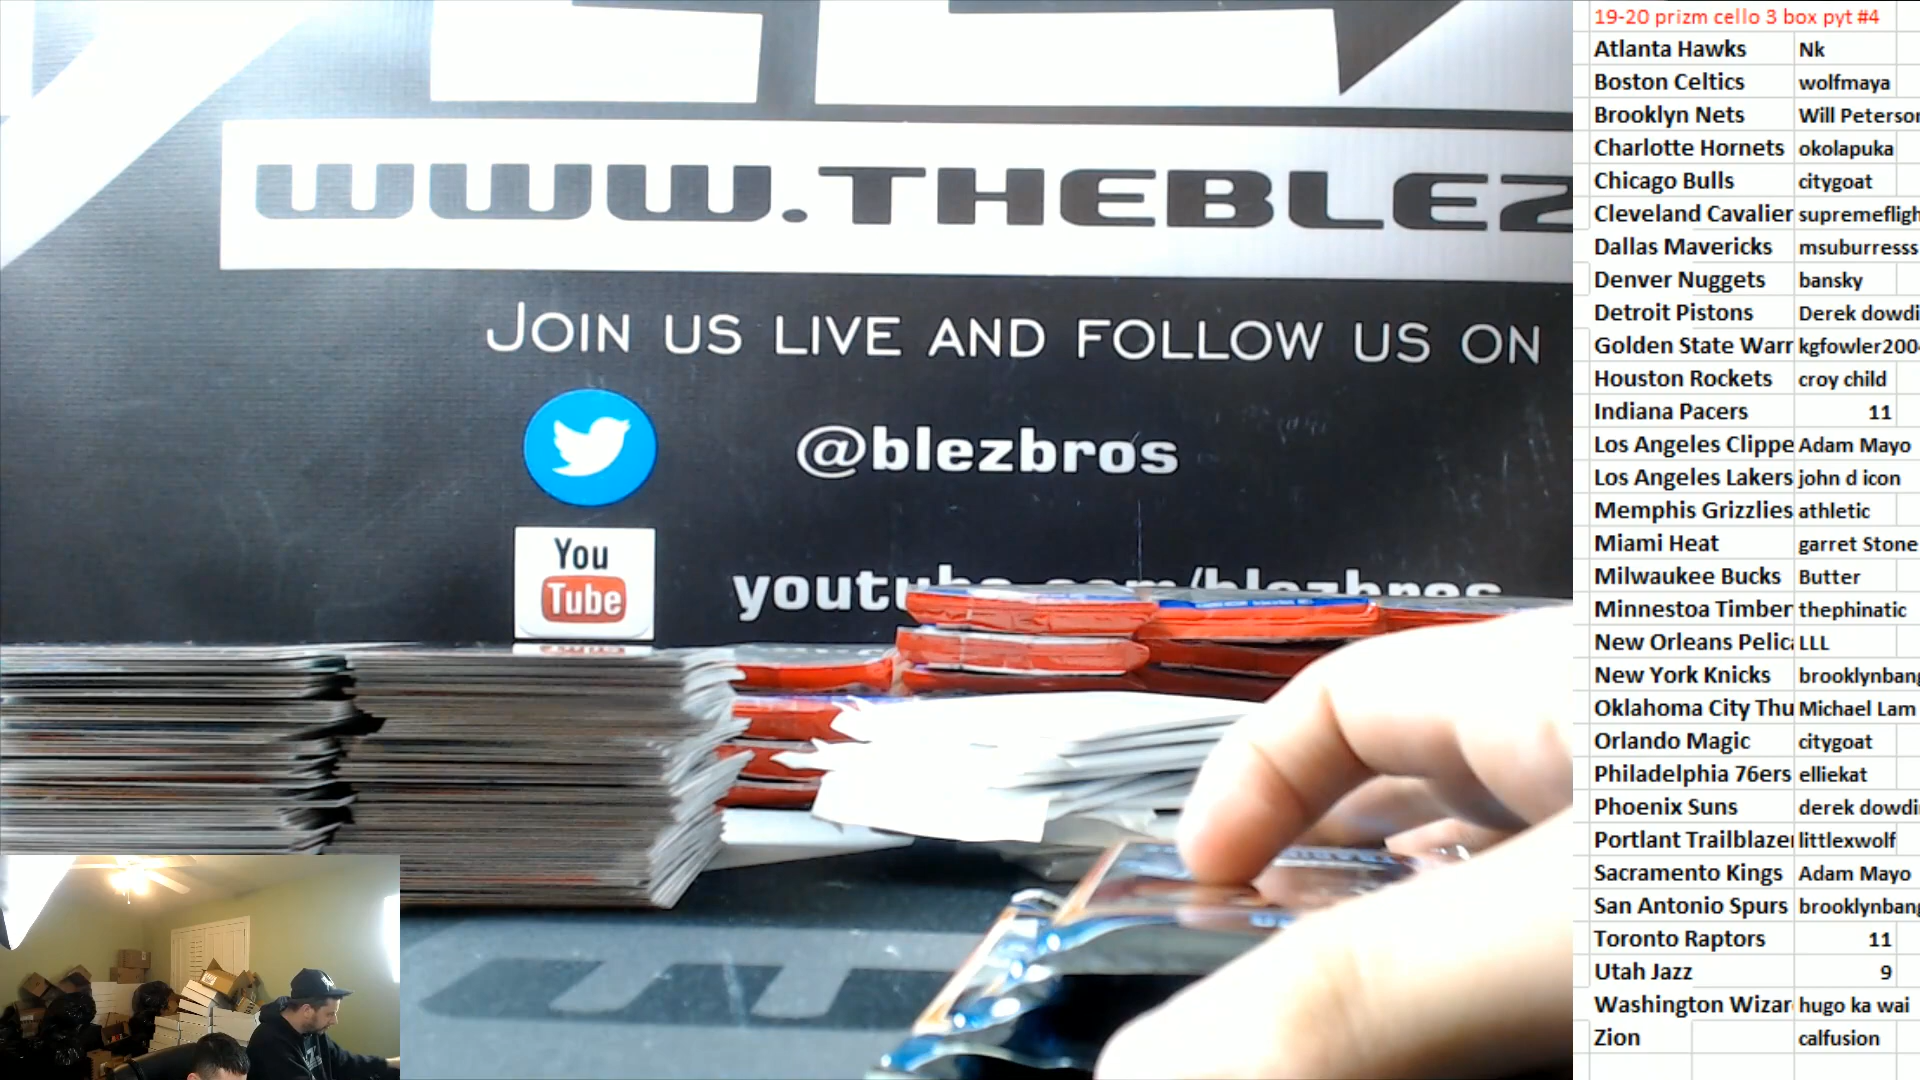 WWW.THEBLEZ
JOIN US LIVE AND FOLLOW US ON
@blezbros
You
Tube
youtube.com/blezbros
19-20 prizm cello 3 box pyt #4
Atlanta Hawks Nk
Boston Celtics wolfmaya
Brooklyn Nets Will Peterson
Charlotte Hornets okolapuka
Chicago Bulls citygoat
Cleveland Cavalier supremefligh
Dallas Mavericks msuburresss
Denver Nuggets bansky
Detroit Pistons Derek dowdi
Golden State Warr kgfowler200
Houston Rockets croy child
Indiana Pacers 11
Los Angeles Clippe Adam Mayo
Los Angeles Lakers john d icon
Memphis Grizzlies athletic
Miami Heat garret Stone
Milwaukee Bucks Butter
Minnestoa Timber thephinatic
New Orleans Pelic LLL
New York Knicks brooklynbang
Oklahoma City Thu Michael Lam
Orlando Magic citygoat
Philadelphia 76ers elliekat
Phoenix Suns derek dowdi
Portlant Trailblazer littlexwolf
Sacramento Kings Adam Mayo
San Antonio Spurs brooklynbang
Toronto Raptors 11
Utah Jazz 9
Washington Wizar hugo ka wai
Zion calfusion